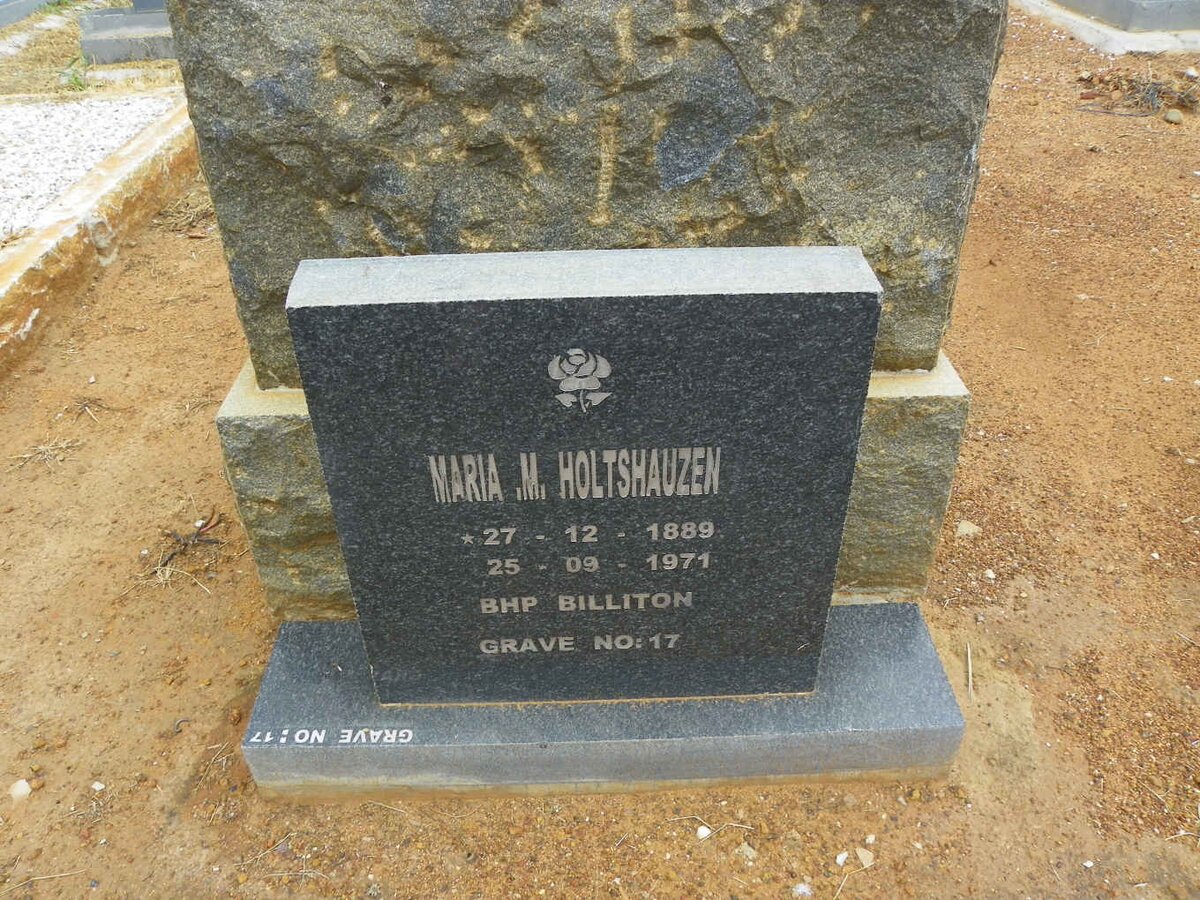 MARIA .M. HOLTSHAUZEN
* 27 - 12 - 1889
25 - 09 - 1971
BHP BILLITON
GRAVE NO: 17
GRAVE NO: 17